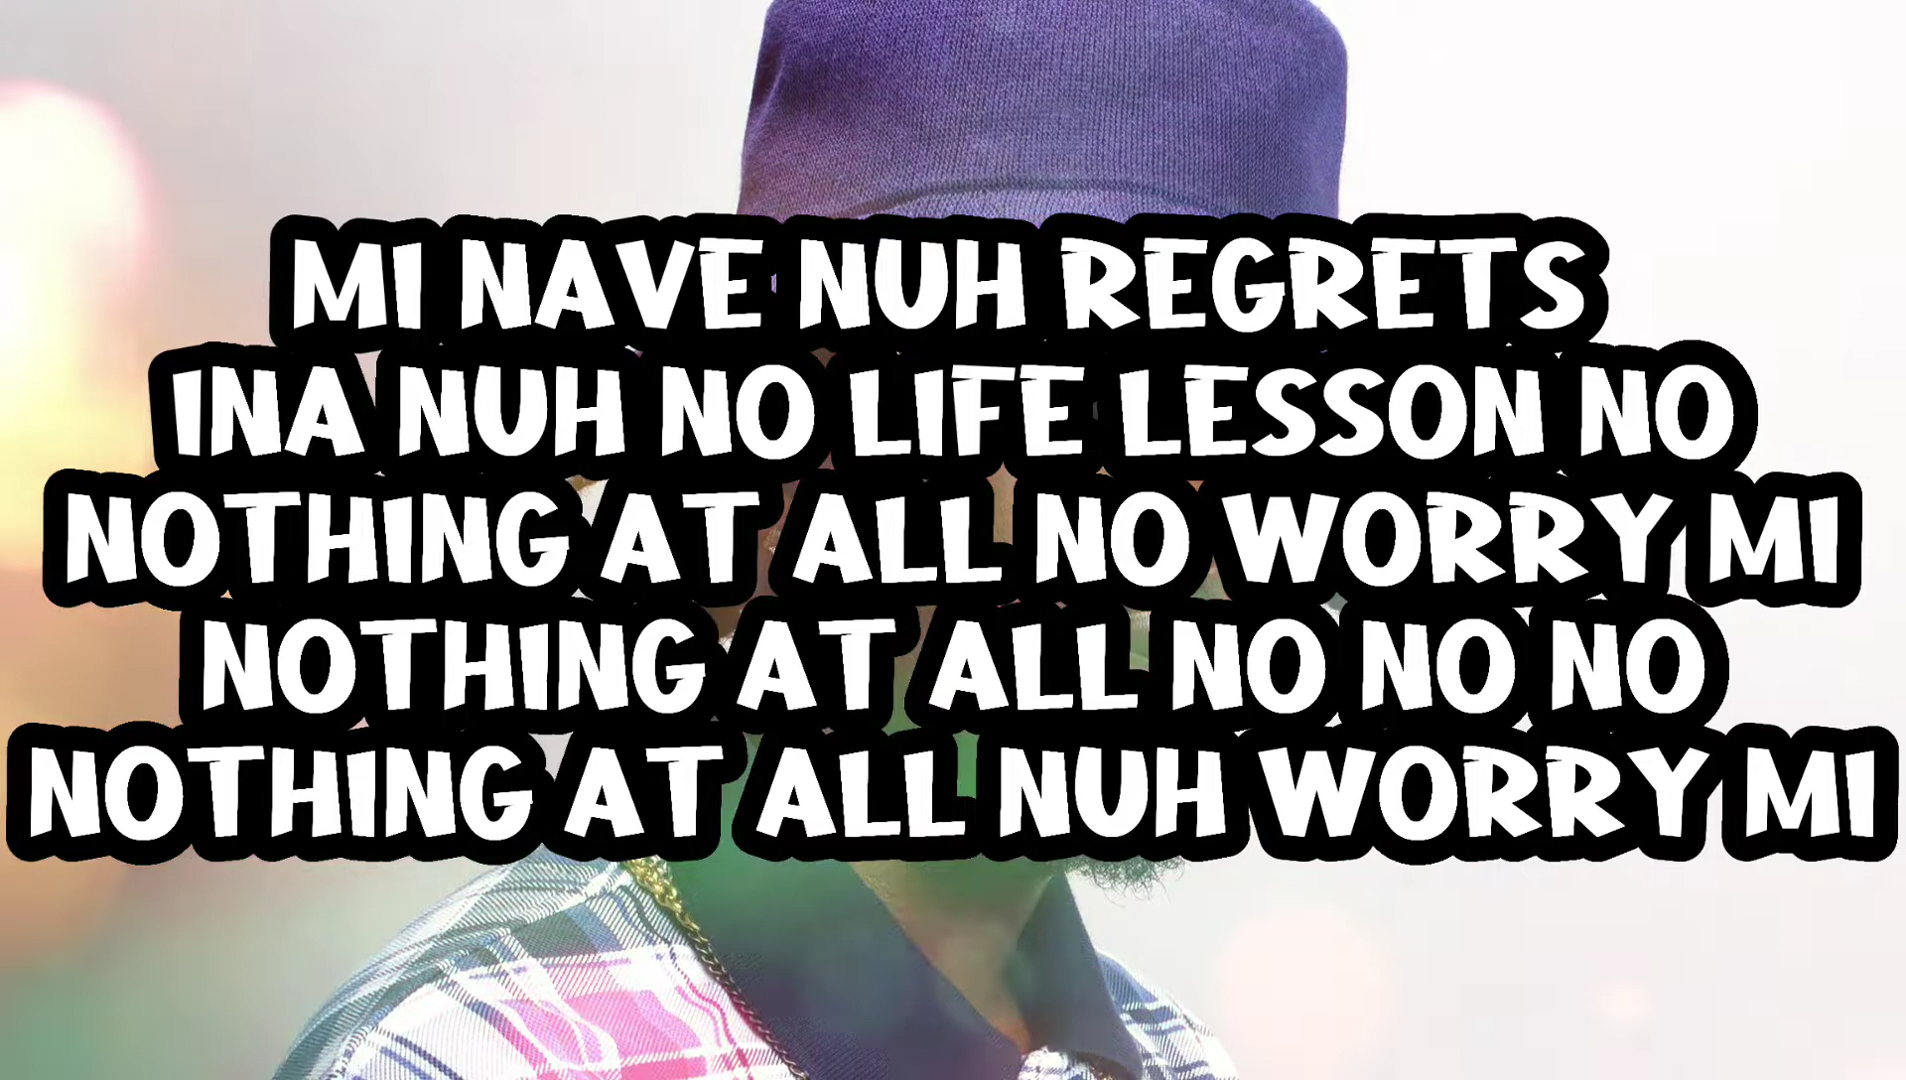 MI NAVE NUH REGRETS
INA NUH NO LIFE LESSON NO
NOTHING AT ALL NO WORRY MI
NOTHING AT ALL NO NO NO
NOTHING AT ALL NUH WORRY MI